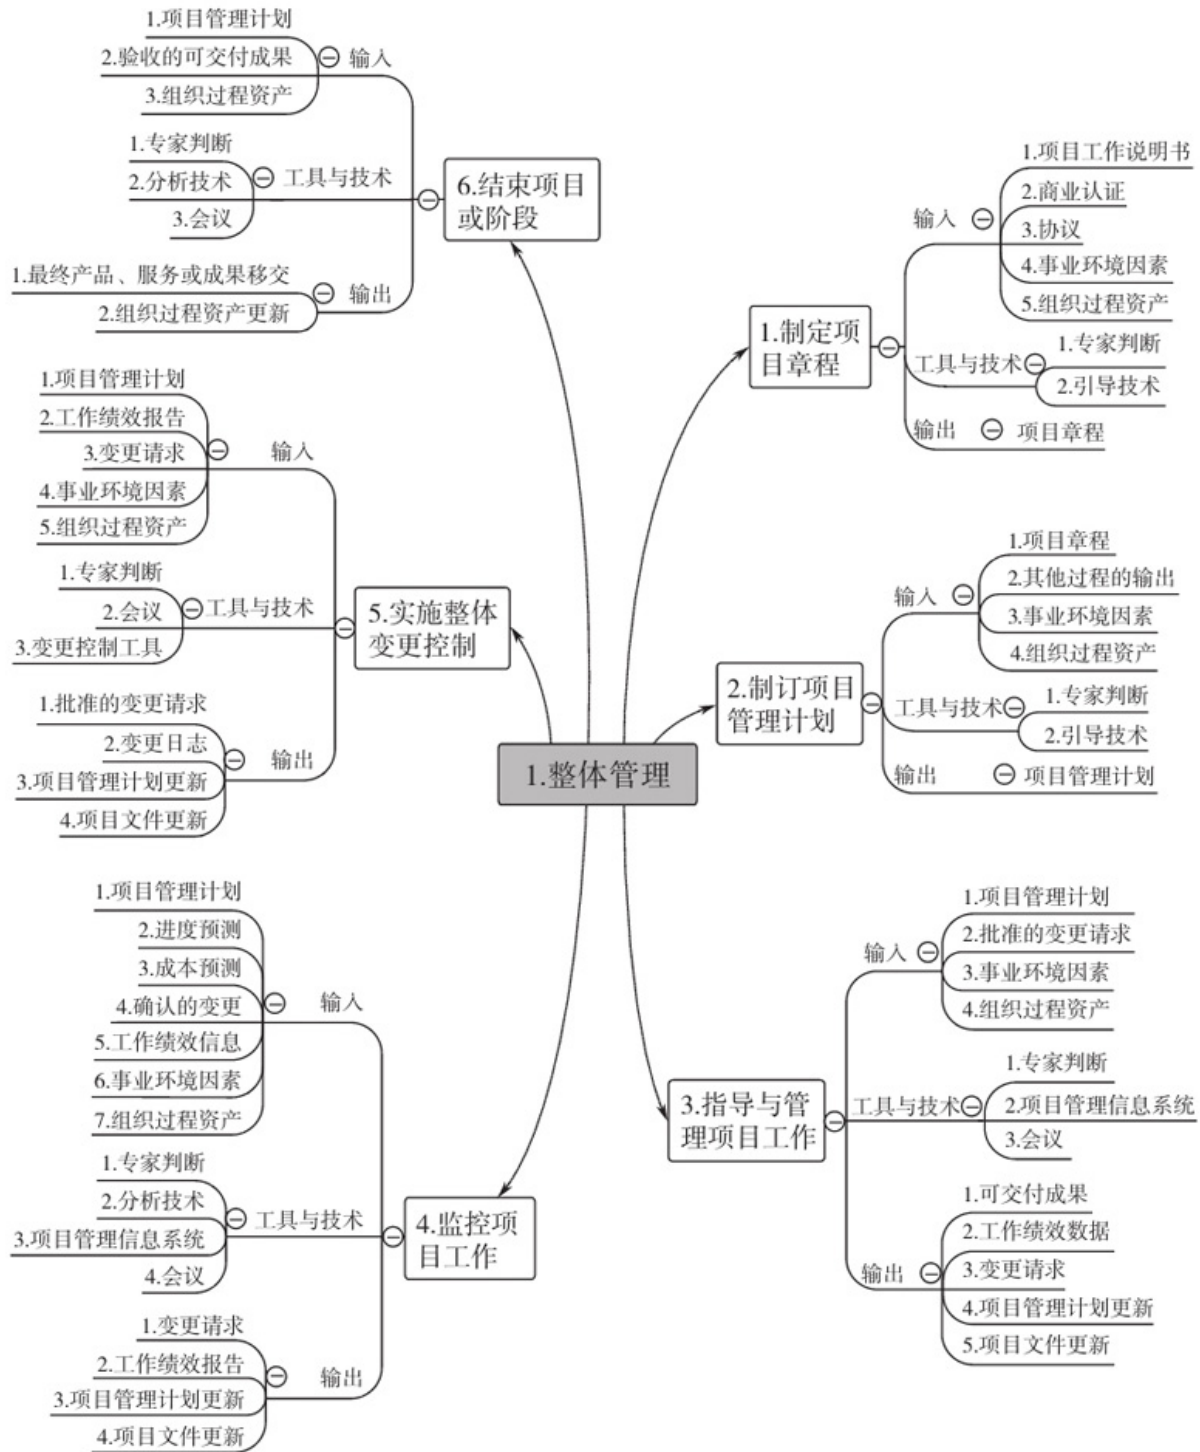 1.整体管理
1.制定项
目章程
输入
1.项目工作说明书
2.商业认证
3.协议
4.事业环境因素
5.组织过程资产
工具与技术
1.专家判断
2.引导技术
输出
项目章程
2.制订项目
管理计划
输入
1.项目章程
2.其他过程的输出
3.事业环境因素
4.组织过程资产
工具与技术
1.专家判断
2.引导技术
输出
项目管理计划
3.指导与管
理项目工作
输入
1.项目管理计划
2.批准的变更请求
3.事业环境因素
4.组织过程资产
工具与技术
1.专家判断
2.项目管理信息系统
3.会议
输出
1.可交付成果
2.工作绩效数据
3.变更请求
4.项目管理计划更新
5.项目文件更新
4.监控项
目工作
输入
1.项目管理计划
2.进度预测
3.成本预测
4.确认的变更
5.工作绩效信息
6.事业环境因素
7.组织过程资产
工具与技术
1.专家判断
2.分析技术
3.项目管理信息系统
4.会议
输出
1.变更请求
2.工作绩效报告
3.项目管理计划更新
4.项目文件更新
5.实施整体
变更控制
输入
1.项目管理计划
2.工作绩效报告
3.变更请求
4.事业环境因素
5.组织过程资产
工具与技术
1.专家判断
2.会议
3.变更控制工具
输出
1.批准的变更请求
2.变更日志
3.项目管理计划更新
4.项目文件更新
6.结束项目
或阶段
输入
1.项目管理计划
2.验收的可交付成果
3.组织过程资产
工具与技术
1.专家判断
2.分析技术
3.会议
输出
1.最终产品、服务或成果移交
2.组织过程资产更新